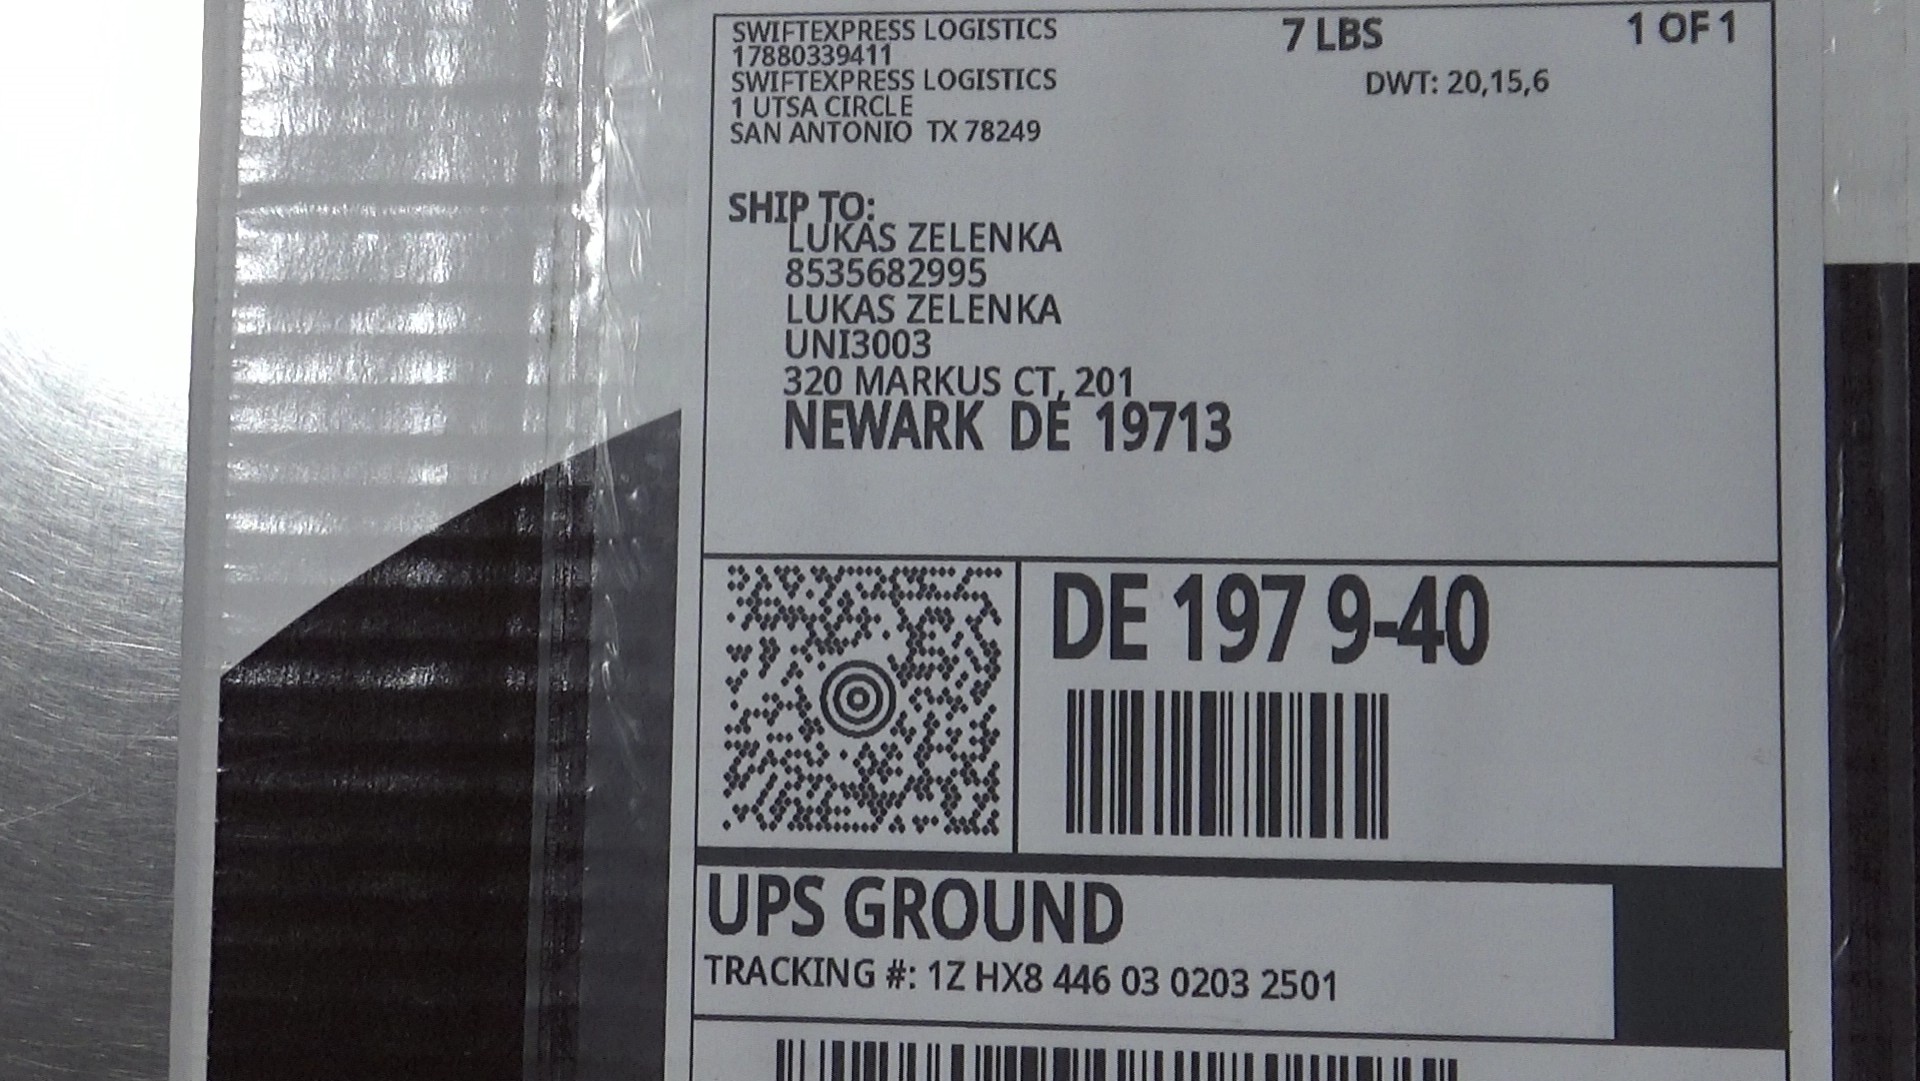 SWIFTEXPRESS LOGISTICS
17880339411
SWIFTEXPRESS LOGISTICS
1 UTSA CIRCLE
SAN ANTONIO TX 78249
7 LBS
1 OF 1
DWT: 20,15,6
SHIP TO:
LUKAS ZELENKA
8535682995
LUKAS ZELENKA
UNI3003
320 MARKUS CT, 201
NEWARK DE 19713
DE 197 9-40
UPS GROUND
TRACKING #: 1Z HX8 446 03 0203 2501